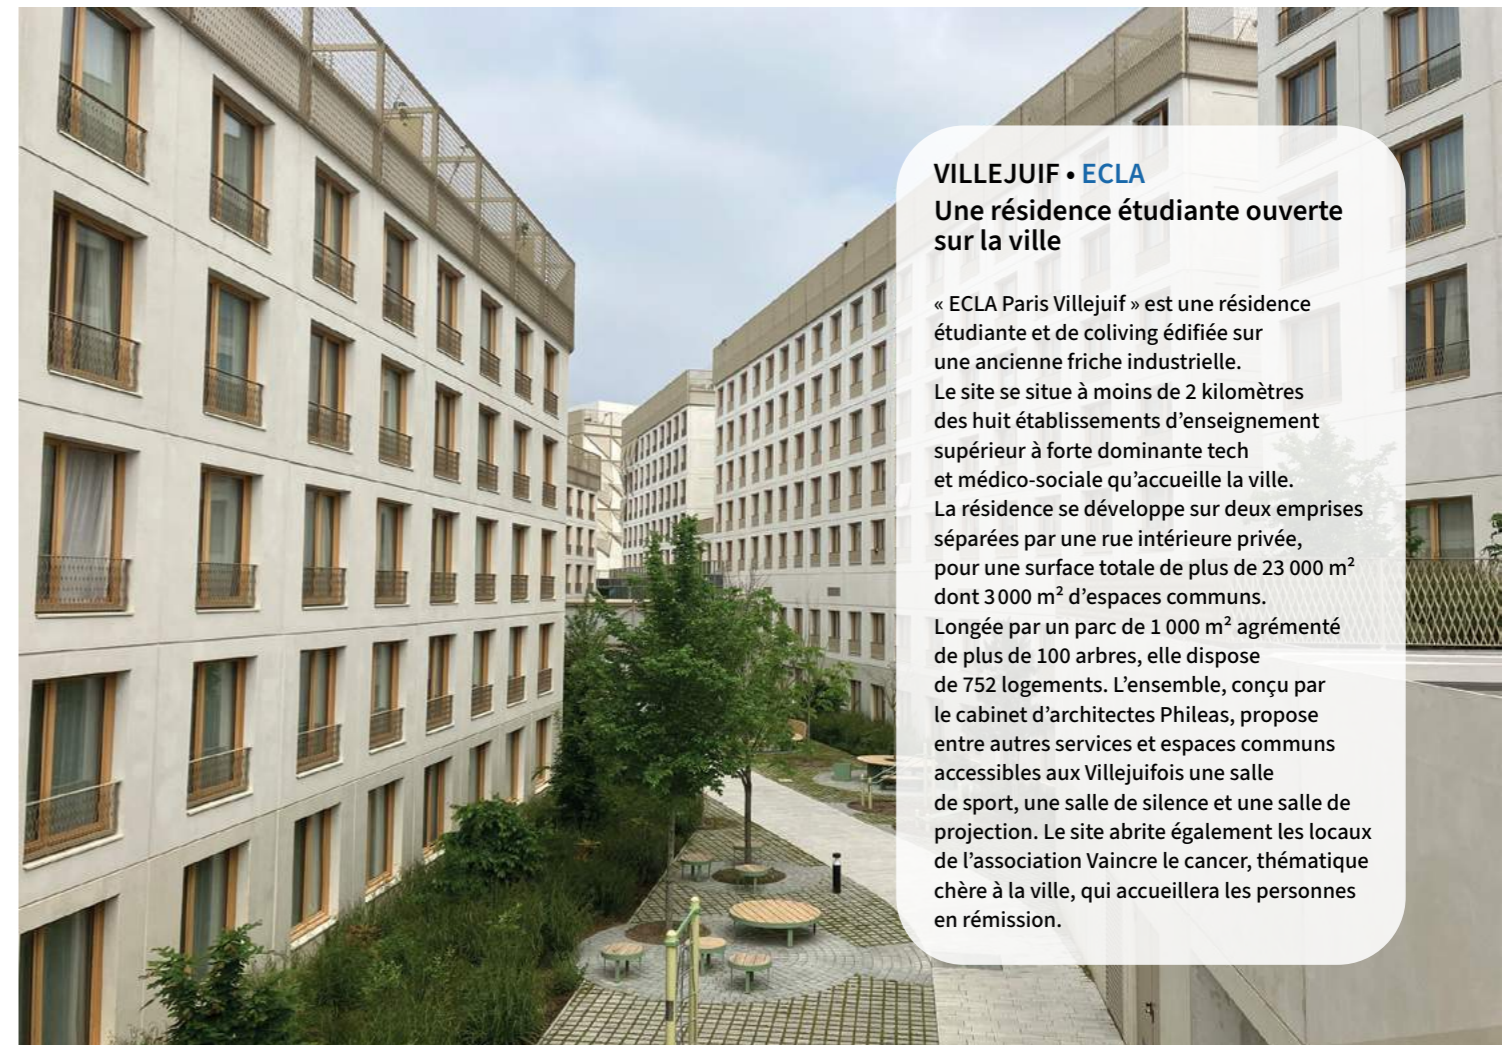 VILLEJUIF • ECLA
Une résidence étudiante ouverte
sur la ville
« ECLA Paris Villejuif » est une résidence
étudiante et de coliving édifiée sur
une ancienne friche industrielle.
Le site se situe à moins de 2 kilomètres
des huit établissements d’enseignement
supérieur à forte dominante tech
et médico-sociale qu’accueille la ville.
La résidence se développe sur deux emprises
séparées par une rue intérieure privée,
pour une surface totale de plus de 23 000 m²
dont 3 000 m² d’espaces communs.
Longée par un parc de 1 000 m² agrémenté
de plus de 100 arbres, elle dispose
de 752 logements. L’ensemble, conçu par
le cabinet d’architectes Phileas, propose
entre autres services et espaces communs
accessibles aux Villejuifois une salle
de sport, une salle de silence et une salle de
projection. Le site abrite également les locaux
de l’association Vaincre le cancer, thématique
chère à la ville, qui accueillera les personnes
en rémission.